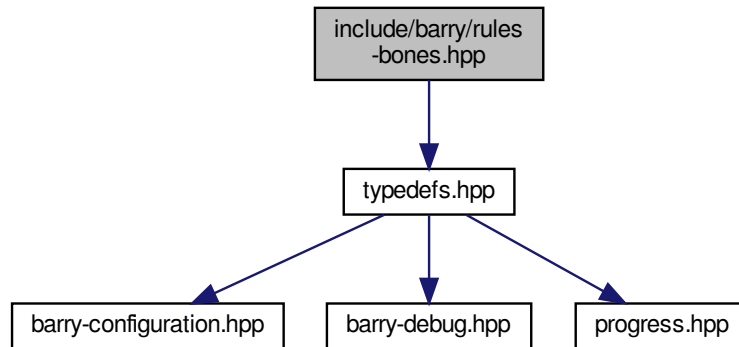 include/barry/rules
-bones.hpp
typedefs.hpp
barry-configuration.hpp
barry-debug.hpp
progress.hpp